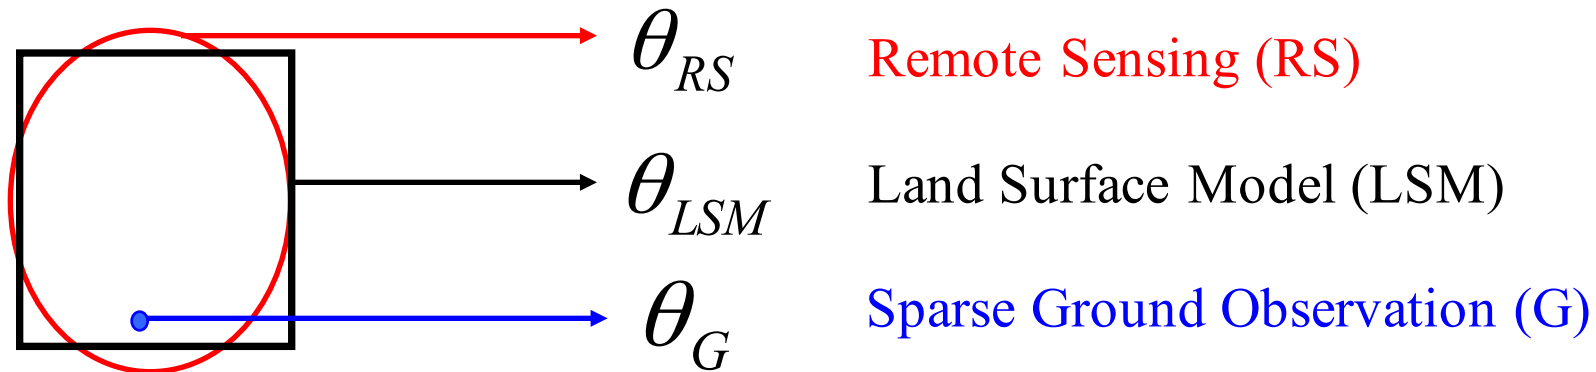 θ_RS Remote Sensing (RS)
θ_LSM Land Surface Model (LSM)
θ_G Sparse Ground Observation (G)